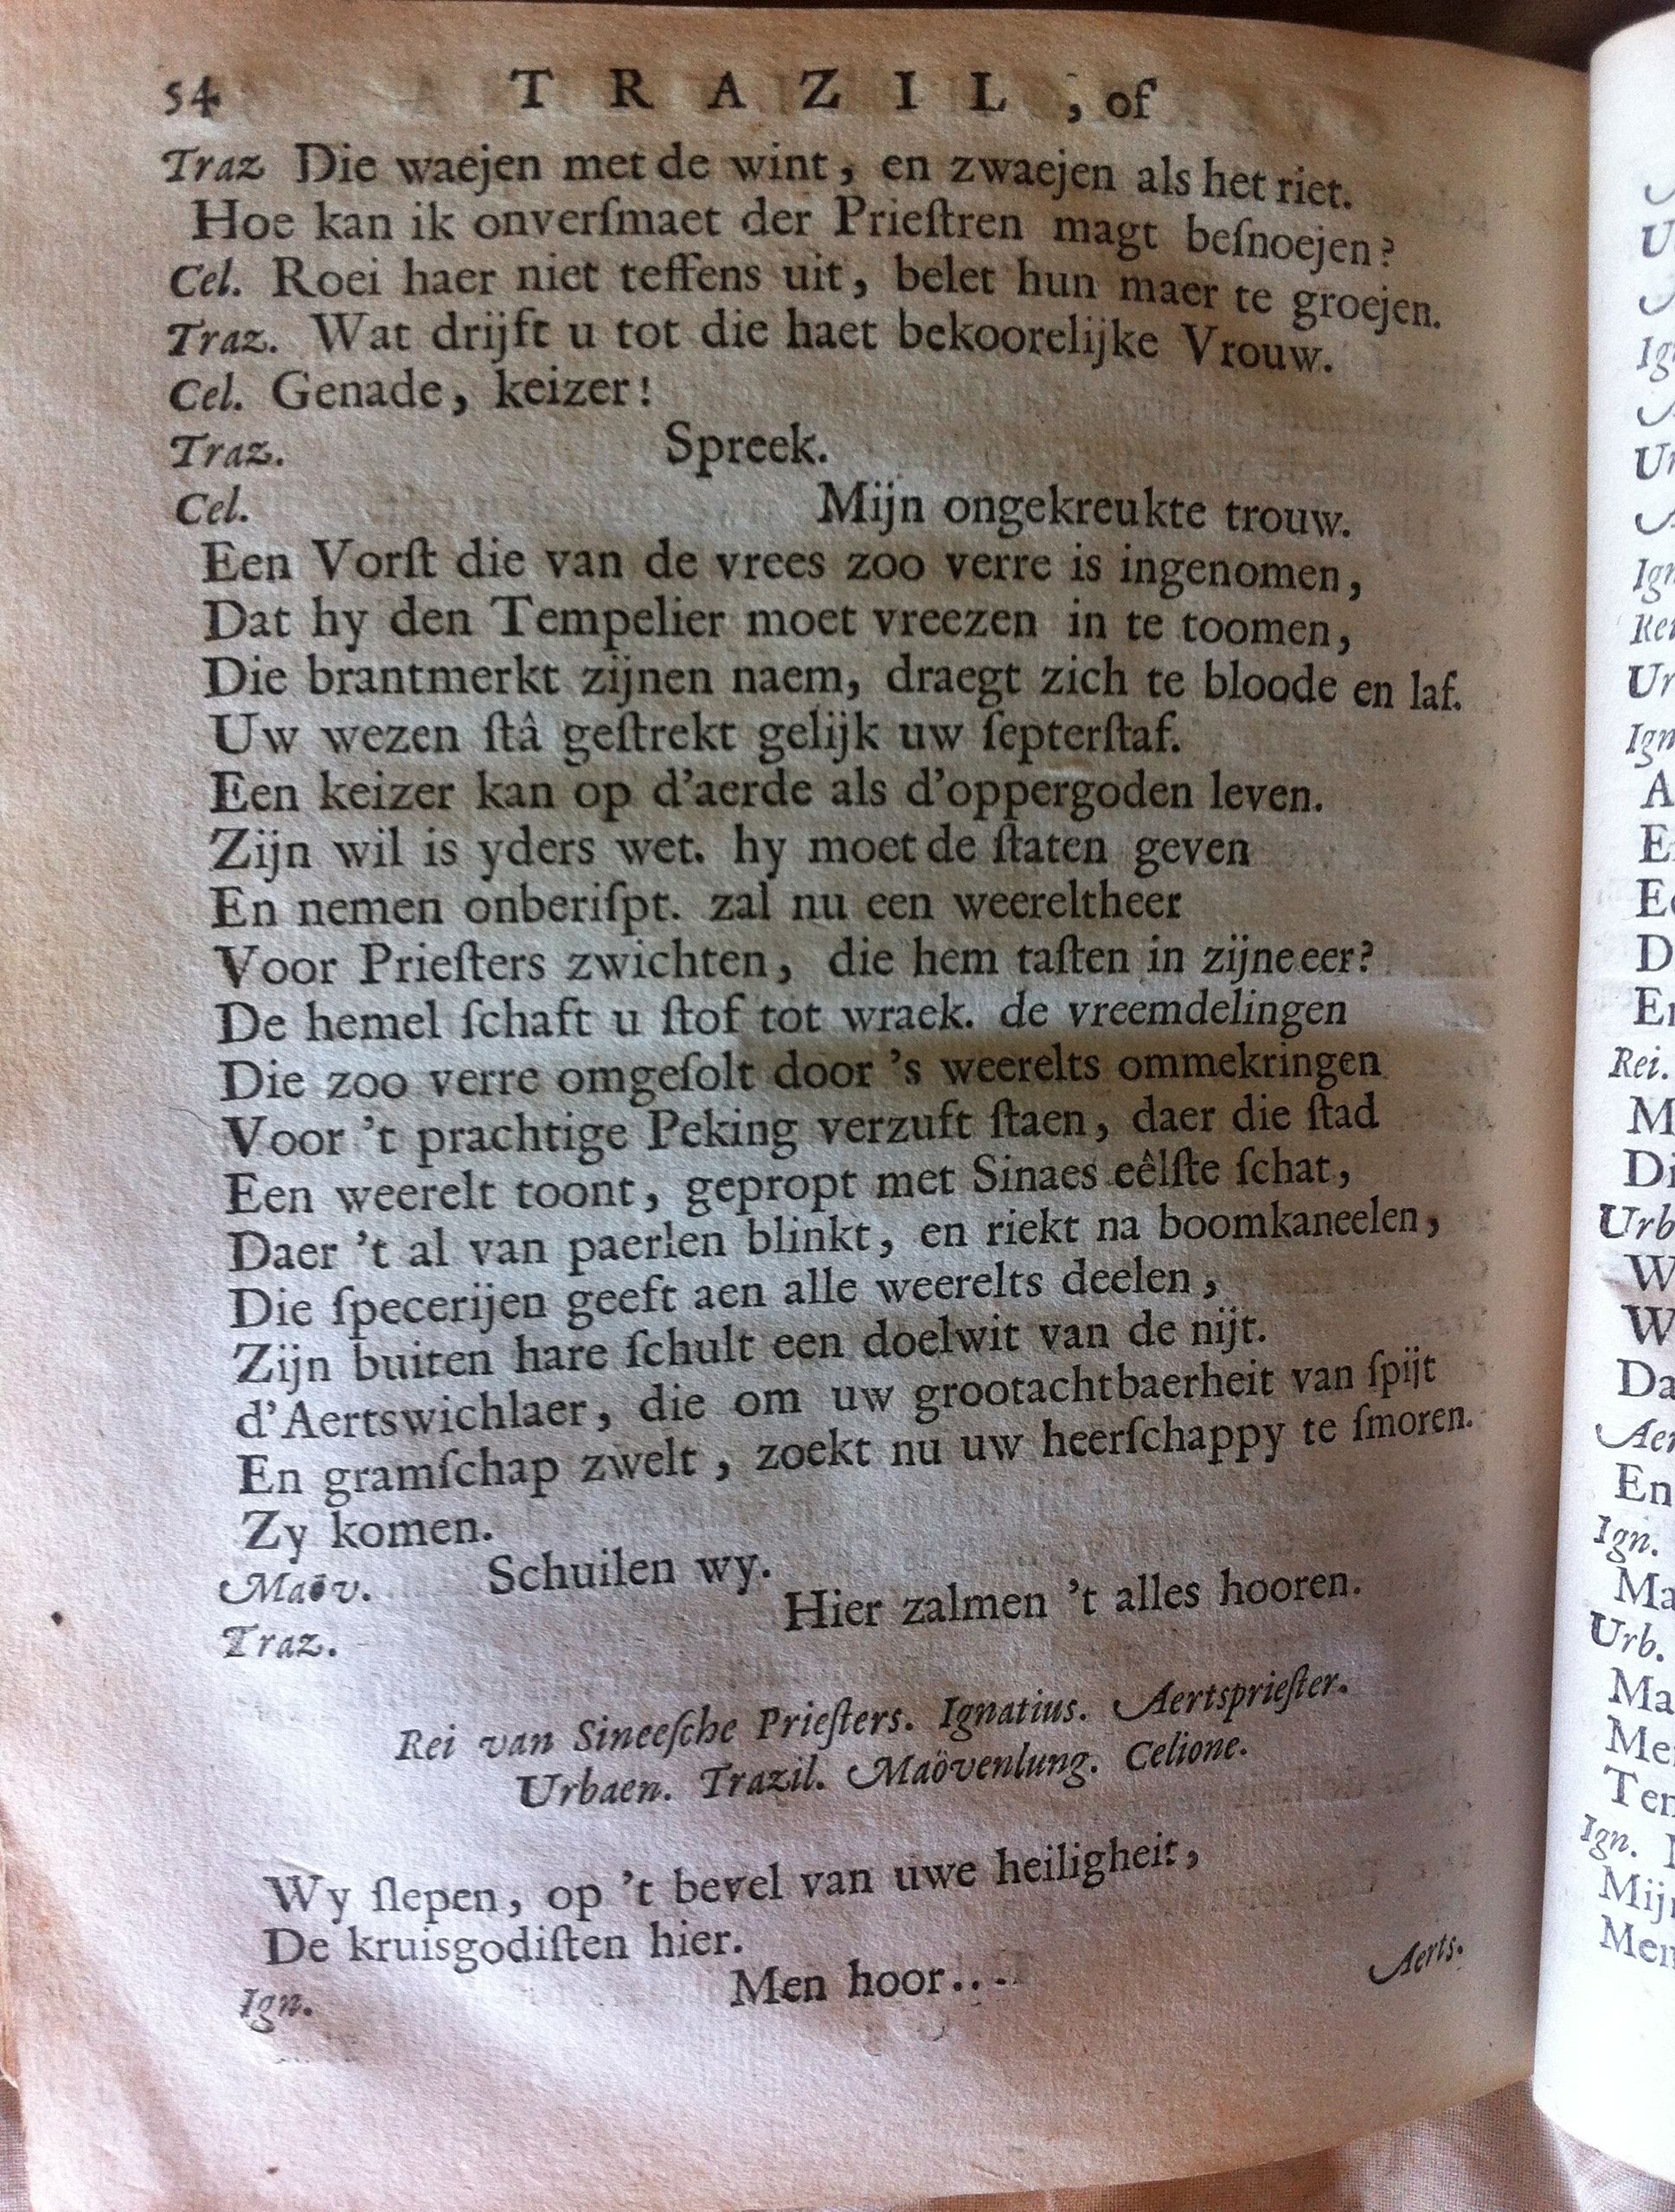 54 TRAZIL, of
Traz Die waejen met de wint, en zwaejen als het riet.
Hoe kan ik onverſmaet der Prieſtren magt beſnoejen?
Cel. Roei haer niet teffens uit, belet hun maer te groejen.
Traz. Wat drijft u tot die haet bekoorelijke Vrouw.
Cel. Genade, keizer!
Traz. Spreek.
Cel. Mijn ongekreukte trouw.
Een Vorſt die van de vrees zoo verre is ingenomen,
Dat hy den Tempelier moet vreezen in te toomen,
Die brantmerkt zijnen naem, draegt zich te bloode en laf.
Uw wezen ſtâ geſtrekt gelijk uw ſepterſtaf.
Een keizer kan op d'aerde als d'oppergoden leven.
Zijn wil is yders wet. hy moet de ſtaten geven
En nemen onberiſpt. zal nu een weereltheer
Voor Prieſters zwichten, die hem taſten in zijne eer?
De hemel ſchaft u ſtof tot wraek. de vreemdelingen
Die zoo verre omgeſolt door 's weerelts ommekringen
Voor 't prachtige Peking verzuft ſtaen, daer die ſtad
Een weerelt toont, gepropt met Sinaes eêlſte ſchat,
Daer 't al van paerlen blinkt, en riekt na boomkaneelen,
Die ſpecerijen geeft aen alle weerelts deelen,
Zijn buiten hare ſchult een doelwit van de nijt.
d'Aertswichlaer, die om uw grootachtbaerheit van ſpijt
En gramſchap zwelt, zoekt nu uw heerſchappy te ſmoren.
Zy komen.
Maöv. Schuilen wy.
Traz. Hier zalmen 't alles hooren.
Rei van Sineeſche Prieſters. Ignatius. Aertsprieſter.
Urbaen. Trazil. Maövenlung. Celione.
Wy ſlepen, op 't bevel van uwe heiligheit,
De kruisgodiſten hier.
Ign. Men hoor....
Aerts.